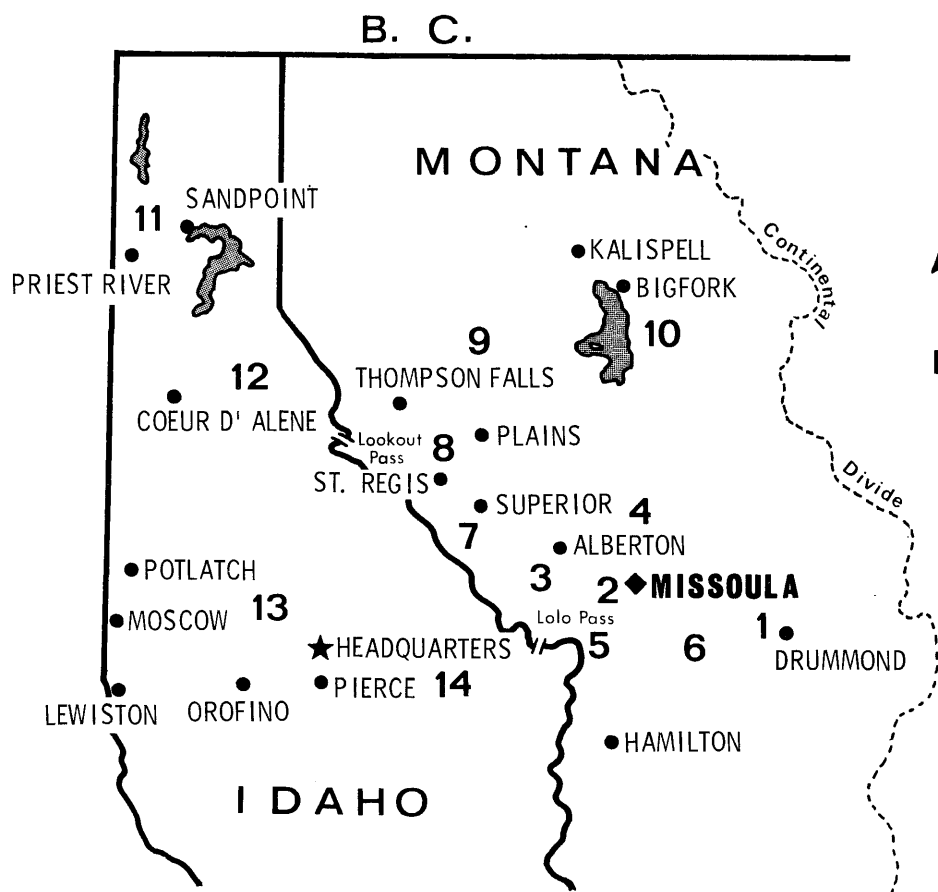 B. C.
MONTANA
SANDPOINT
11
PRIEST RIVER
Continental
KALISPELL
BIGFORK
10
9
THOMPSON FALLS
12
COEUR D' ALENE
PLAINS
Lookout
Pass
8
ST. REGIS
Divide
SUPERIOR
4
7
ALBERTON
3
2
MISSOULA
POTLATCH
13
MOSCOW
Lolo Pass
1
5
6
HEADQUARTERS
DRUMMOND
PIERCE
14
LEWISTON
OROFINO
HAMILTON
IDAHO